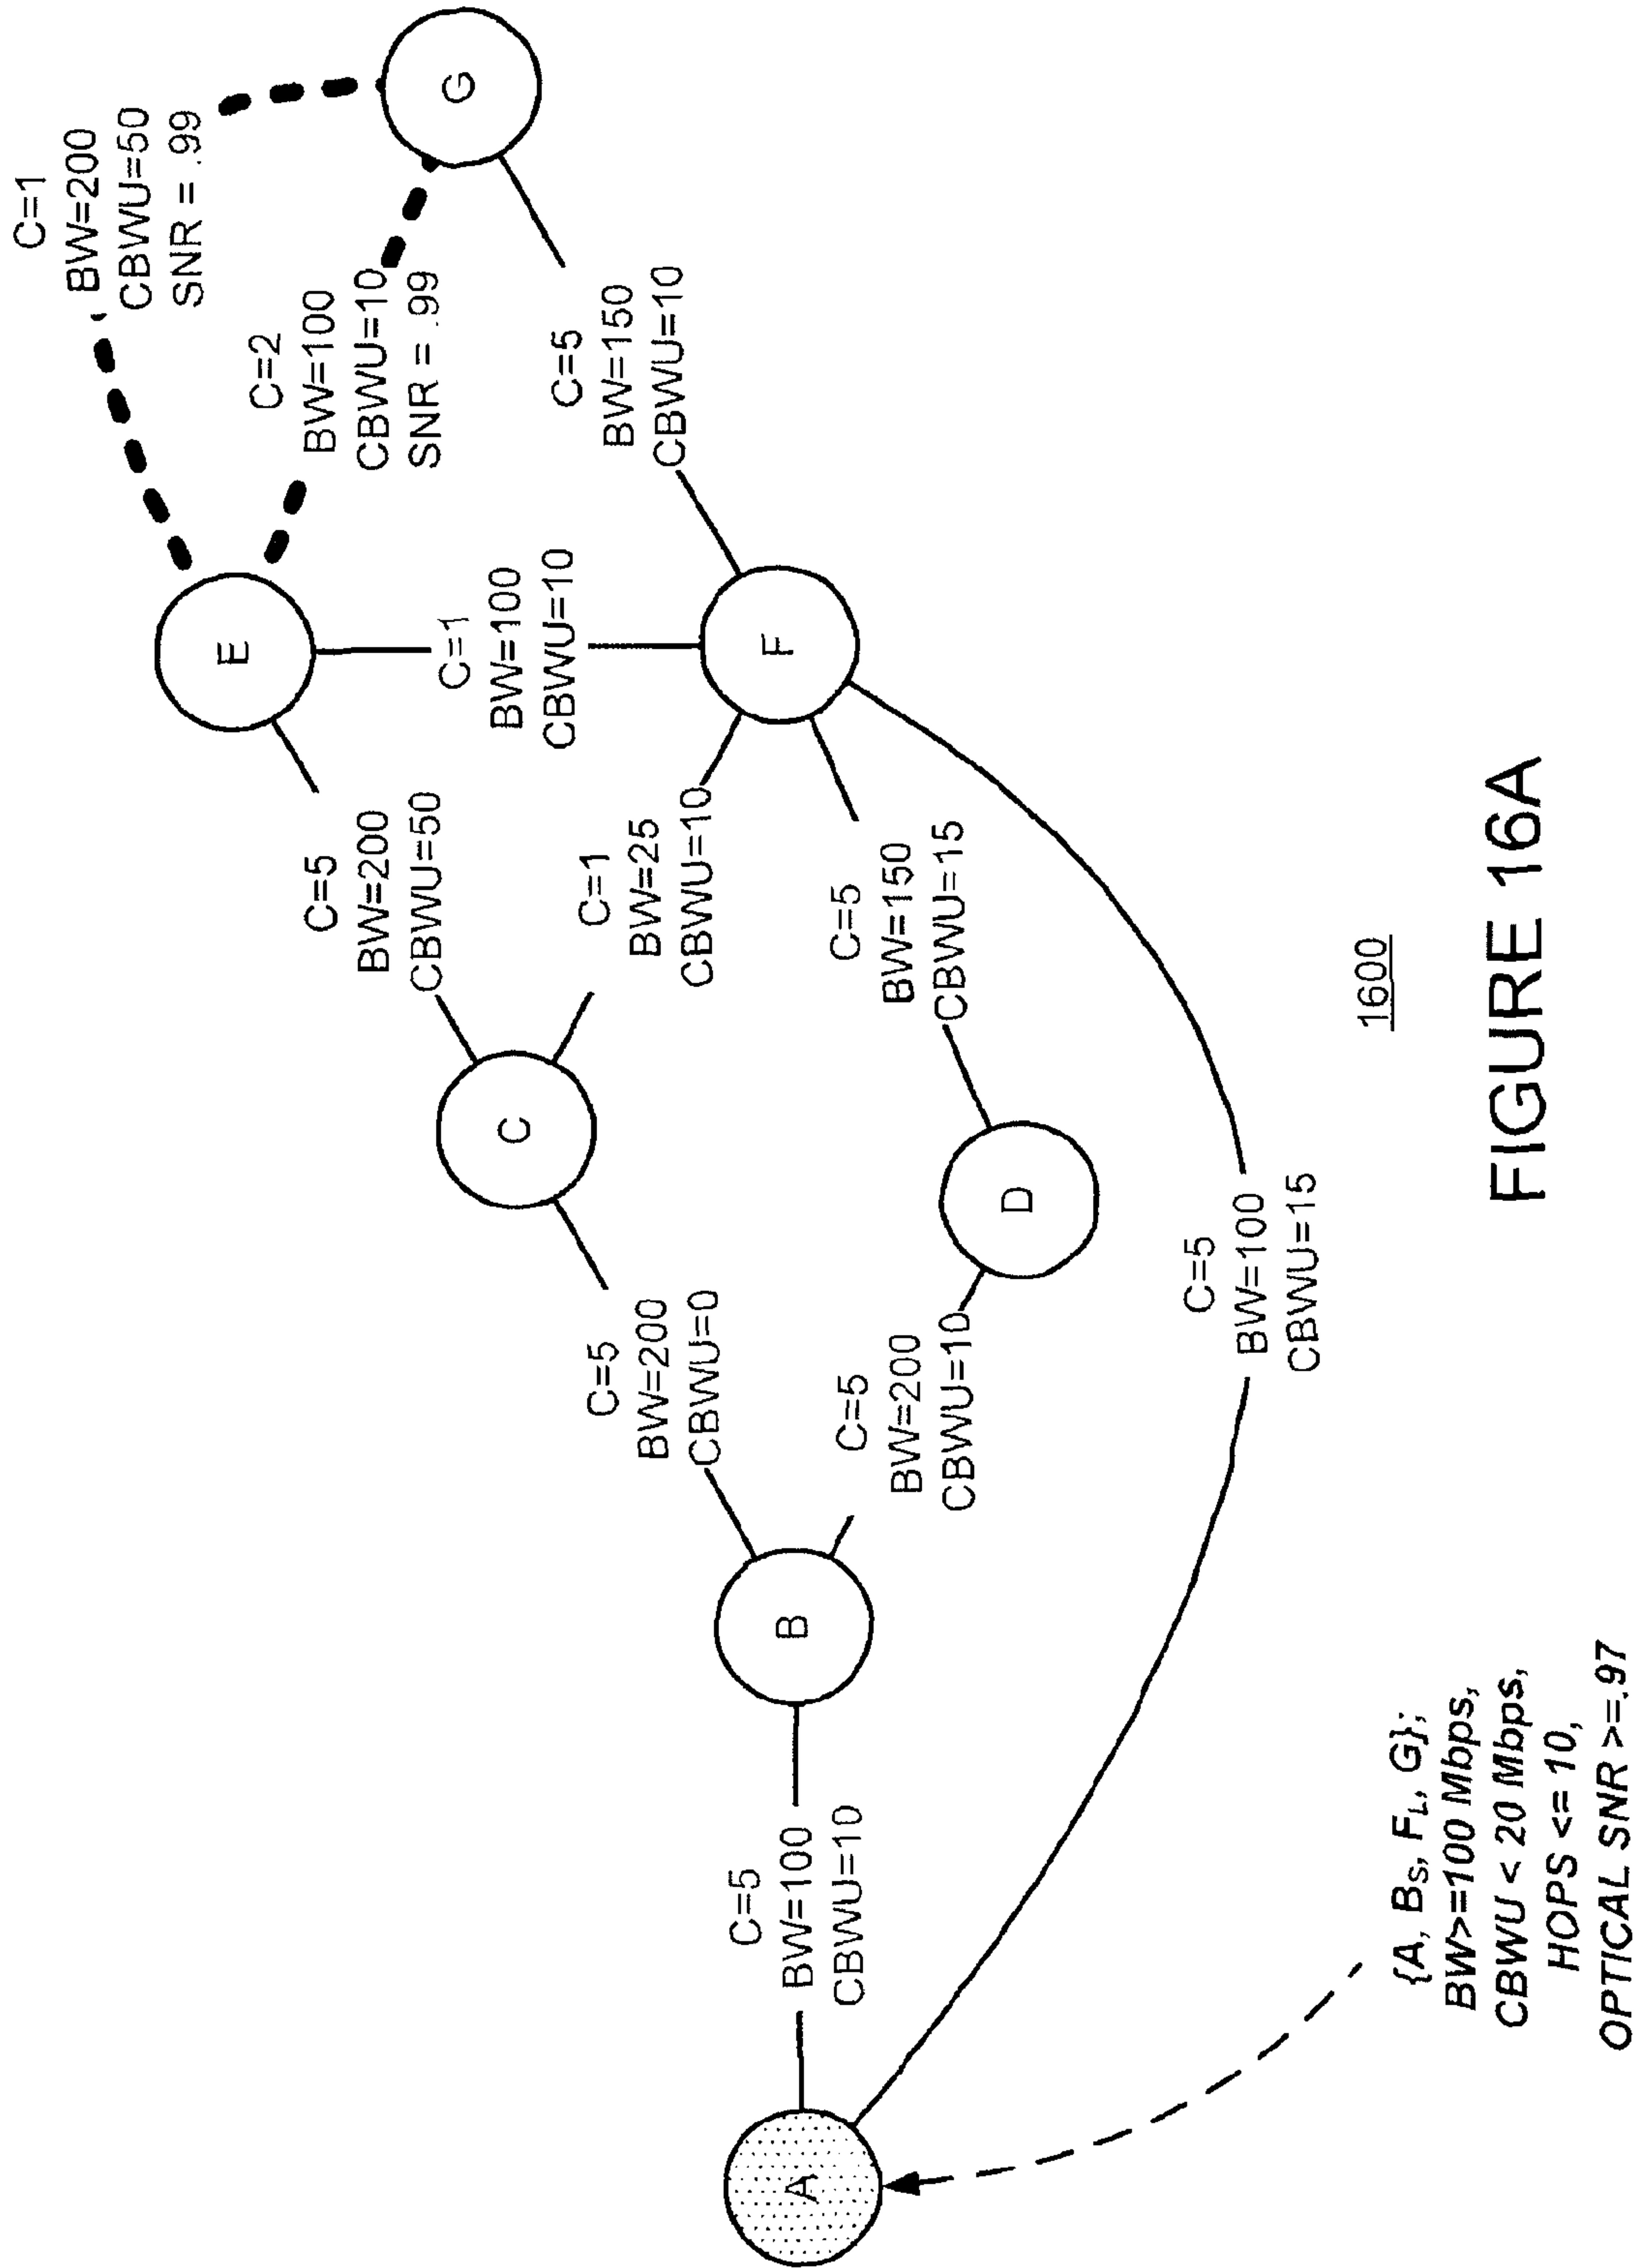 C=1
BW=200
CBWU=50
SNR = .99
C=2
BW=100
CBWU=10
SNR = .99
G
C=5
BW=150
CBWU=10
E
C=1
BW=100
CBWU=10
F
C=5
BW=200
CBWU=50
C=1
BW=25
CBWU=10
C=5
BW=150
CBWU=15
C
D
C=5
BW=200
CBWU=0
C=5
BW=200
CBWU=10
B
C=5
BW=100
CBWU=15
C=5
BW=100
CBWU=10
A
{A, BS, FL, G};
BW>=100 Mbps,
CBWU < 20 Mbps,
HOPS <= 10,
OPTICAL SNR >=.97
1600
FIGURE 16A